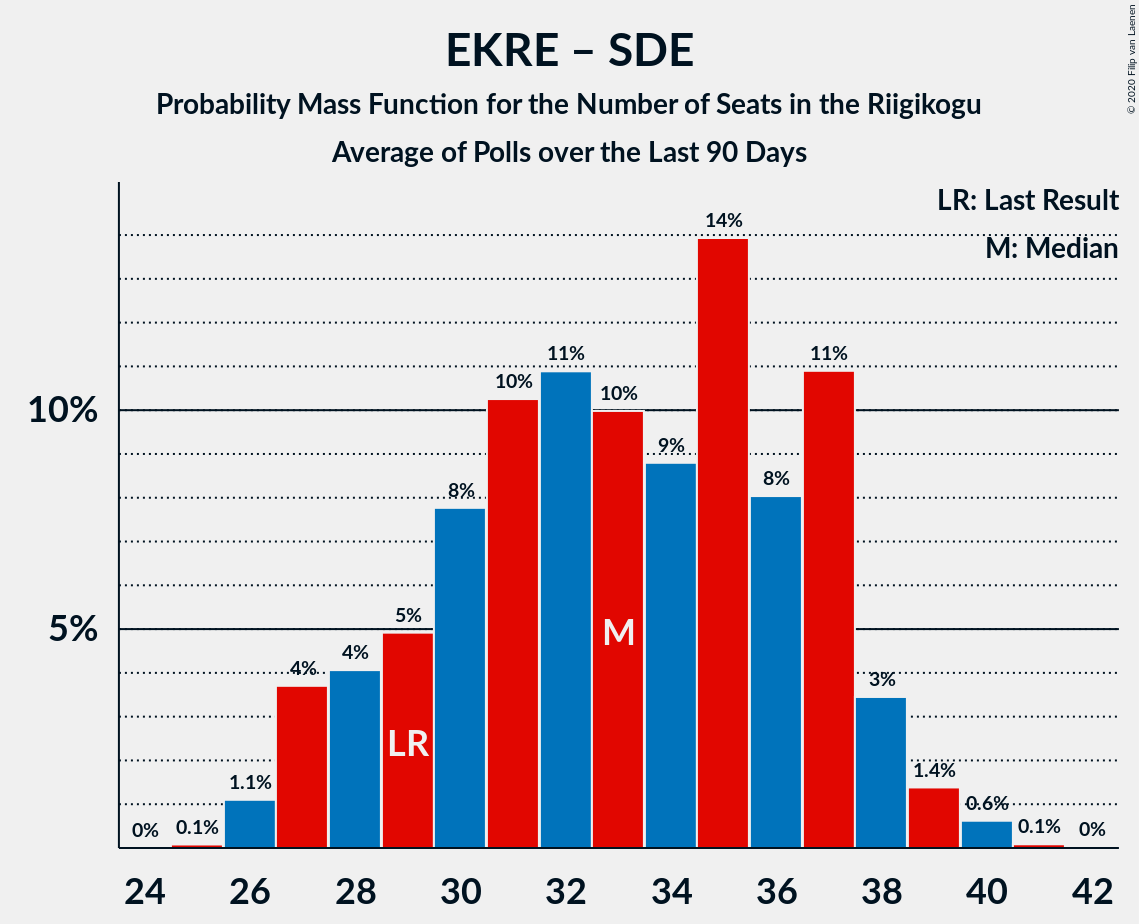 EKRE – SDE
Probability Mass Function for the Number of Seats in the Riigikogu
Average of Polls over the Last 90 Days
© 2020 Filip van Laenen
LR: Last Result
M: Median
10%
5%
0%
0.1%
1.1%
4%
4%
5%
8%
10%
11%
10%
9%
14%
8%
11%
3%
1.4%
0.6%
0.1%
0%
LR
M
24 26 28 30 32 34 36 38 40 42